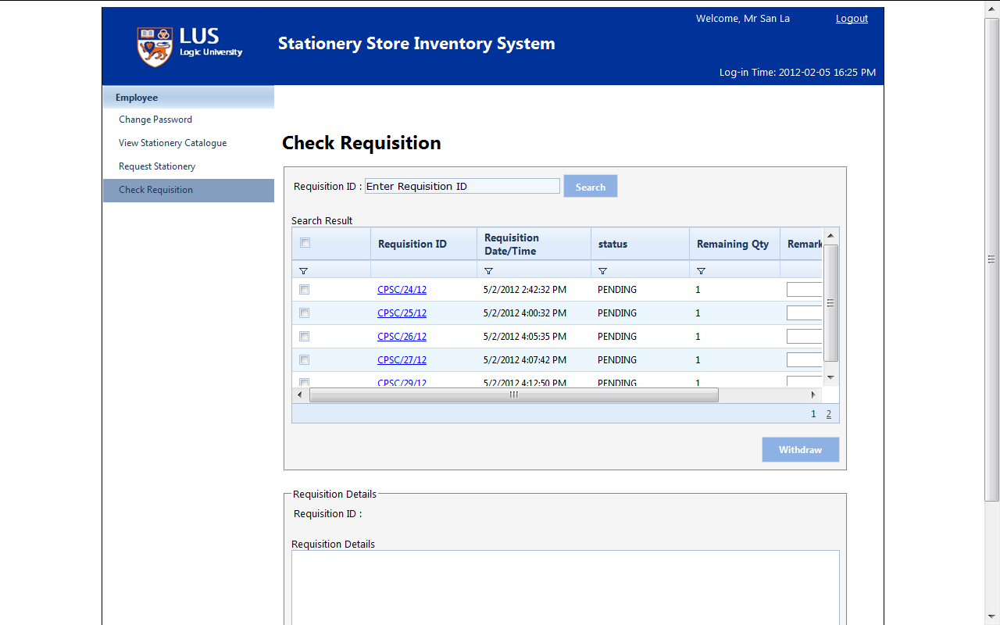 Welcome, Mr San La
Logout
LUS
Logic University
Stationery Store Inventory System
Log-in Time: 2012-02-05 16:25 PM
Employee
Change Password
View Stationery Catalogue
Request Stationery
Check Requisition
Check Requisition
Requisition ID : Enter Requisition ID Search
Search Result
Requisition ID Requisition Date/Time status Remaining Qty Remark
CPSC/24/12 5/2/2012 2:42:32 PM PENDING 1
CPSC/25/12 5/2/2012 4:00:32 PM PENDING 1
CPSC/26/12 5/2/2012 4:05:35 PM PENDING 1
CPSC/27/12 5/2/2012 4:07:42 PM PENDING 1
CPSC/29/12 5/2/2012 4:12:50 PM PENDING 1
1 2
Withdraw
Requisition Details
Requisition ID :
Requisition Details